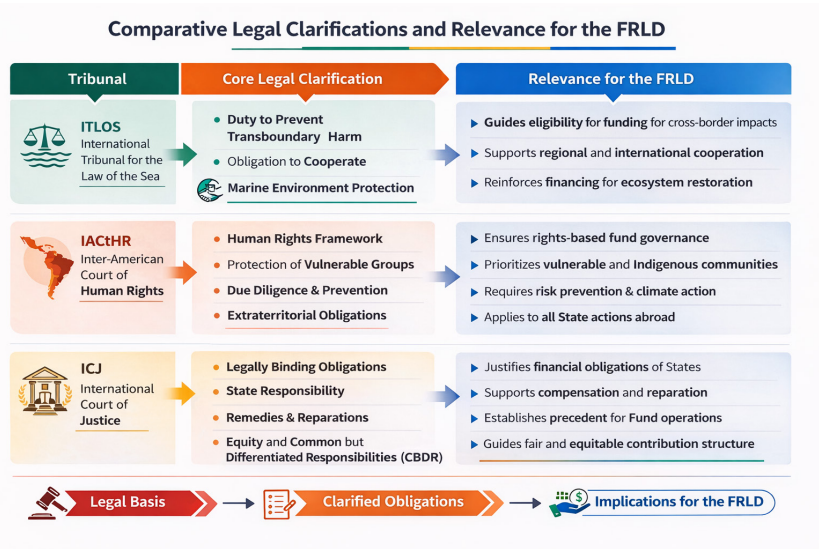 Comparative Legal Clarifications and Relevance for the FRLD
Tribunal
Core Legal Clarification
Relevance for the FRLD
ITLOS
International
Tribunal for the
Law of the Sea
Duty to Prevent
Transboundary Harm
Obligation to Cooperate
Marine Environment Protection
Guides eligibility for funding for cross-border impacts
Supports regional and international cooperation
Reinforces financing for ecosystem restoration
IACtHR
Inter-American
Court of
Human Rights
Human Rights Framework
Protection of Vulnerable Groups
Due Diligence & Prevention
Extraterritorial Obligations
Ensures rights-based fund governance
Prioritizes vulnerable and Indigenous communities
Requires risk prevention & climate action
Applies to all State actions abroad
ICJ
International
Court of
Justice
Legally Binding Obligations
State Responsibility
Remedies & Reparations
Equity and Common but
Differentiated Responsibilities (CBDR)
Justifies financial obligations of States
Supports compensation and reparation
Establishes precedent for Fund operations
Guides fair and equitable contribution structure
Legal Basis
Clarified Obligations
$
Implications for the FRLD